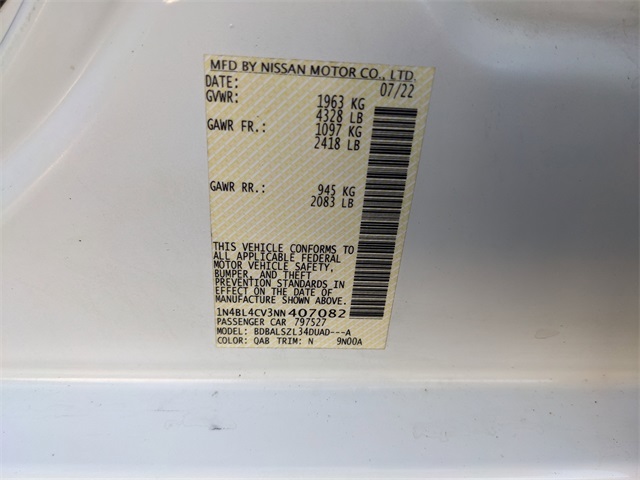 MFD BY NISSAN MOTOR CO., LTD.
DATE: 07/22
GVWR: 1963 KG
4328 LB
GAWR FR.: 1097 KG
2418 LB
GAWR RR.: 945 KG
2083 LB
THIS VEHICLE CONFORMS TO
ALL APPLICABLE FEDERAL
MOTOR VEHICLE SAFETY,
BUMPER, AND THEFT
PREVENTION STANDARDS IN
EFFECT ON THE DATE OF
MANUFACTURE SHOWN ABOVE.
1N4BL4CV3NN407082
PASSENGER CAR 797527
MODEL: BDBALSZL34DUAD---A
COLOR: QAB TRIM: N 9N00A